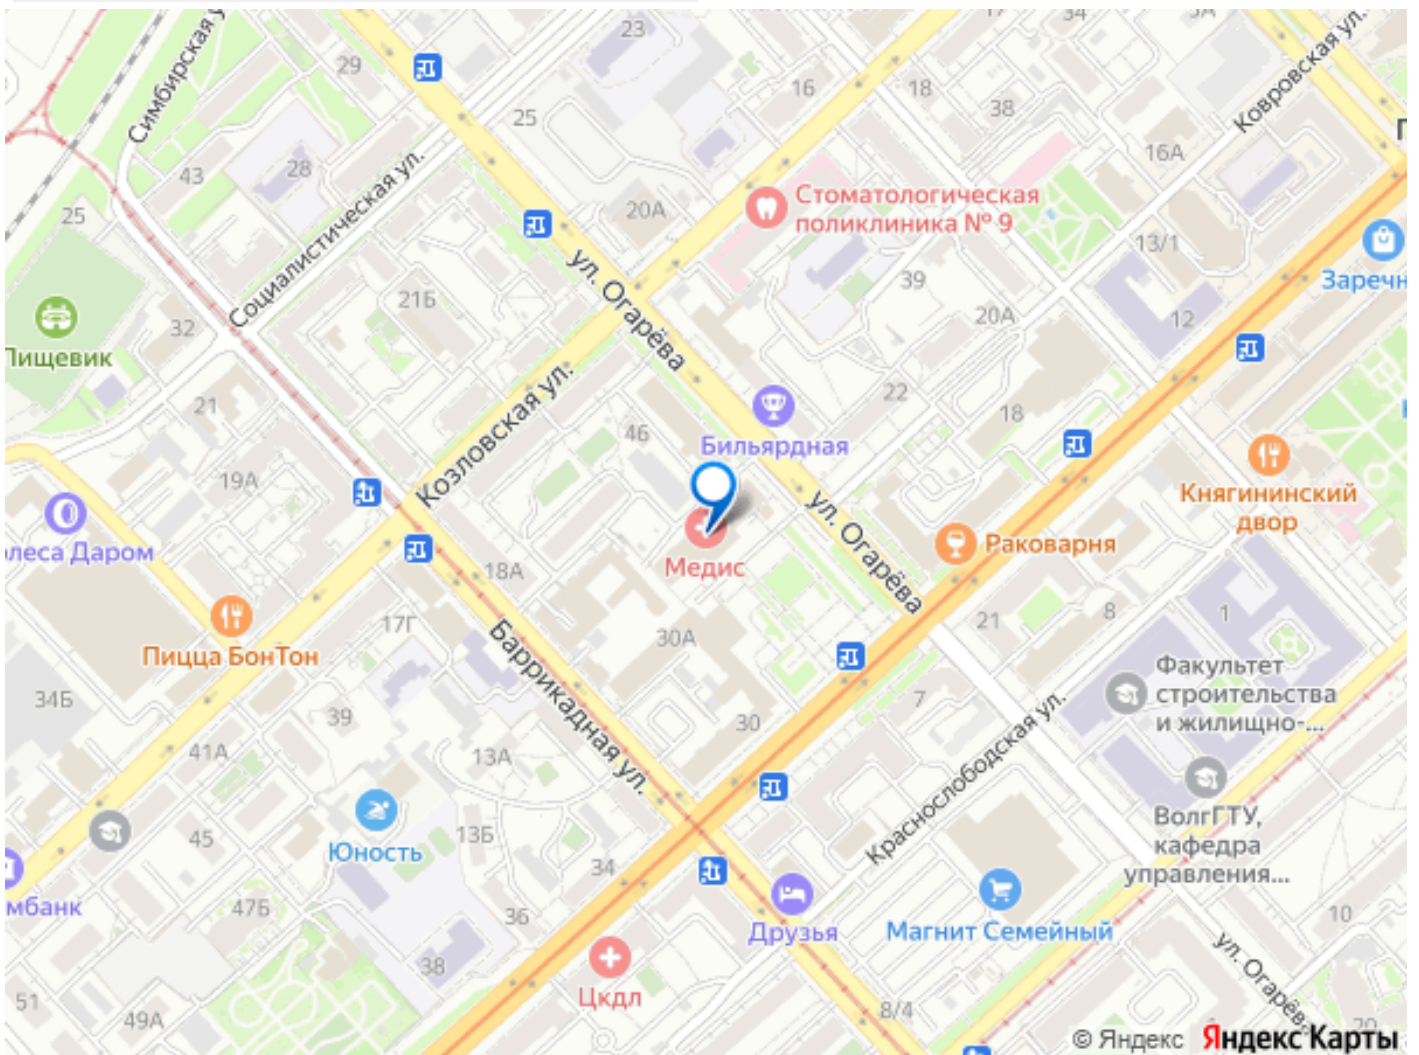 23
34
5А
29
Симбирская у
16
18
38
Ковровская ул.
25
16А
28
43
Социалистическая ул.
Стоматологическая
поликлиника № 9
20А
25
13/1
ул. Огарёва
39
Заречн
21Б
20А
12
32
Пищевик
22
18
21
Козловская ул.
46
Бильярдная
19А
Княгининский
двор
ул. Огарёва
Раковарня
леса Даром
Медис
18А
21
8
1
17Г
Баррикадная ул.
30А
Пицца БонТон
Факультет
строительства
и жилищно-...
34Б
39
7
30
Краснослободская ул.
41А
13А
ВолгГТУ,
кафедра
управления...
45
13Б
Юность
34
мбанк
47Б
36
Друзья
Магнит Семейный
10
ул. Огарёв
38
Цкдл
51
49А
8/4
20
© Яндекс Яндекс Карты